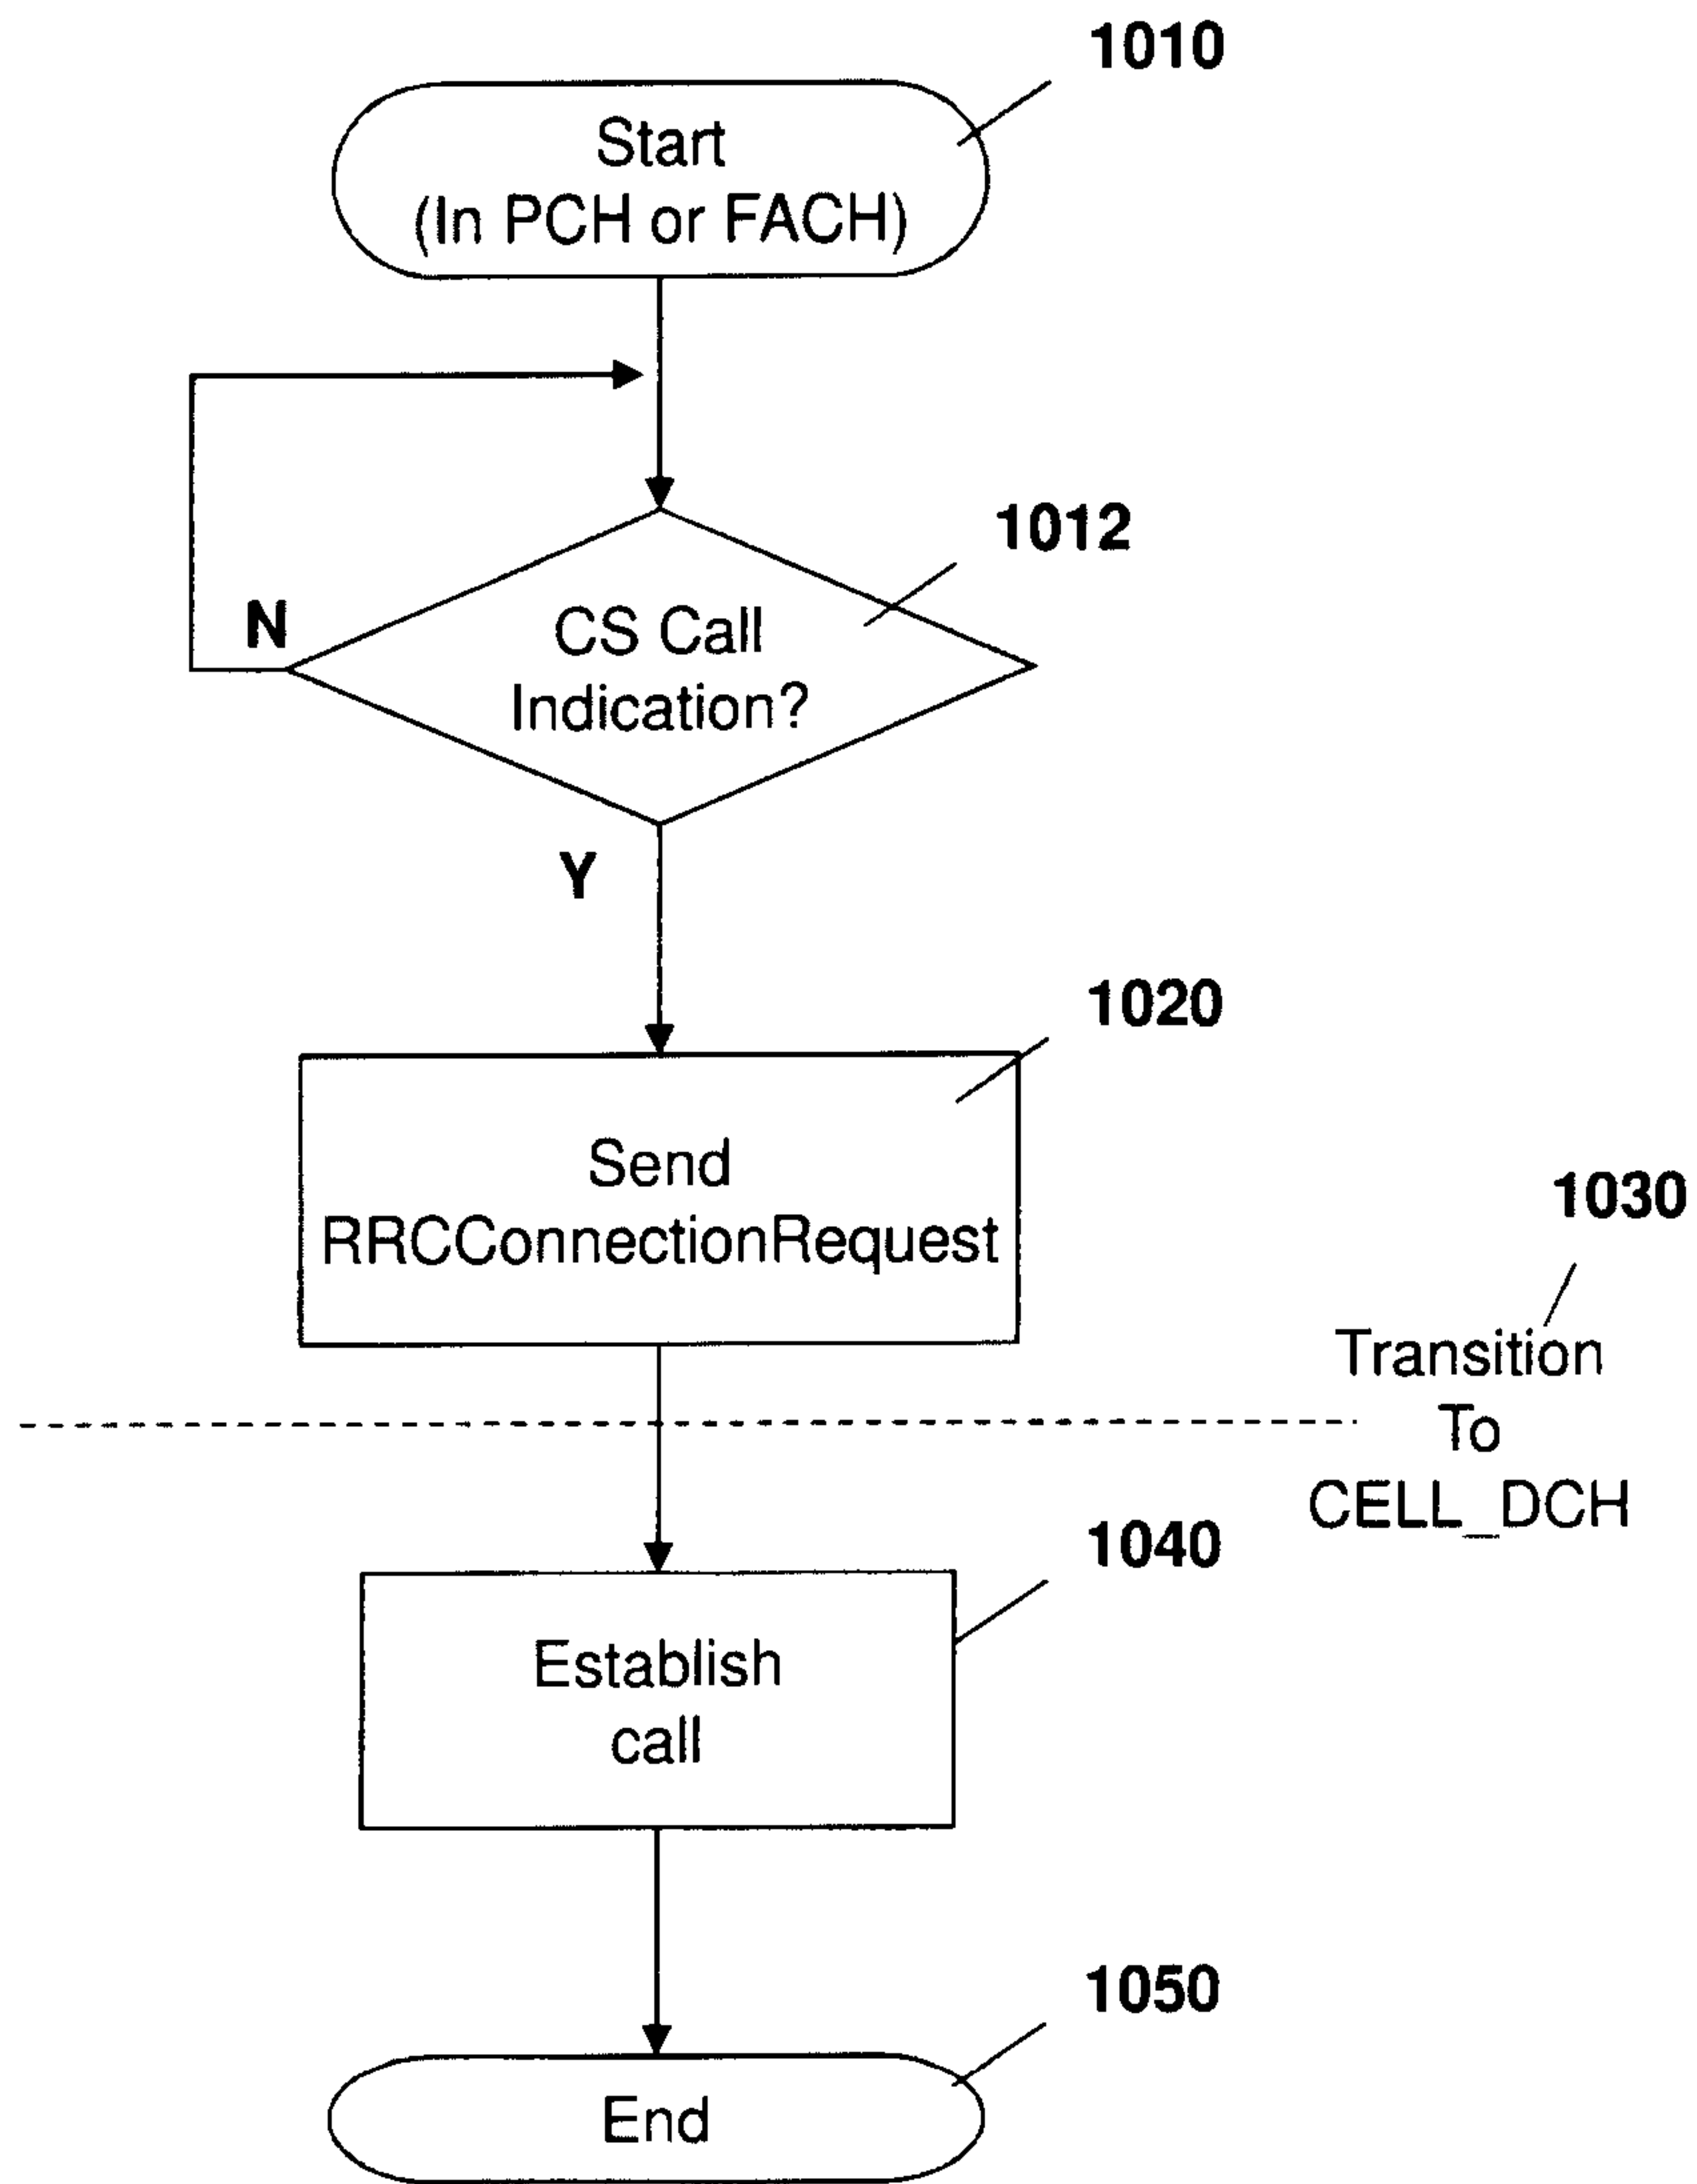 1010
Start
(In PCH or FACH)
1012
N
CS Call
Indication?
Y
1020
Send
RRCConnectionRequest
1030
Transition
To
CELL_DCH
1040
Establish
call
1050
End